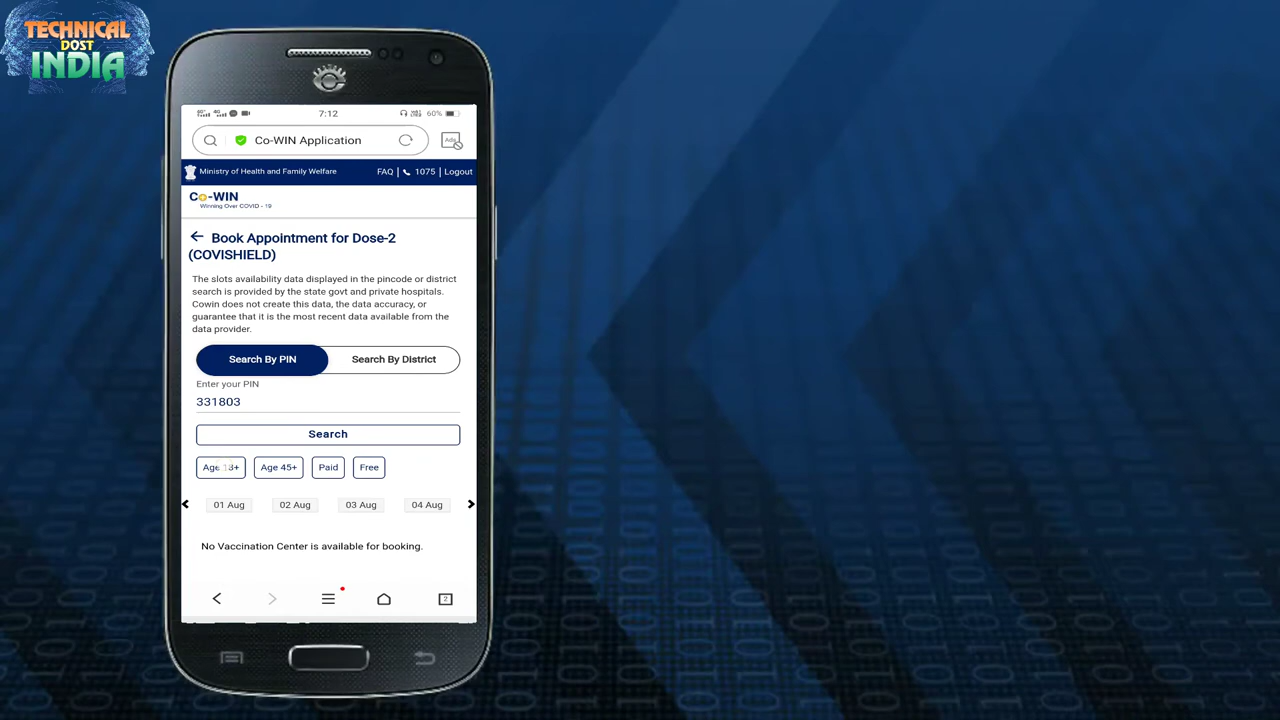 TECHNICAL
DOST
INDIA
7:12
60%
Co-WIN Application
Ads
Ministry of Health and Family Welfare
FAQ | 1075 | Logout
Co-WIN
Winning Over COVID - 19
Book Appointment for Dose-2
(COVISHIELD)
The slots availability data displayed in the pincode or district
search is provided by the state govt and private hospitals.
Cowin does not create this data, the data accuracy, or
guarantee that it is the most recent data available from the
data provider.
Search By PIN
Search By District
Enter your PIN
331803
Search
Age 18+
Age 45+
Paid
Free
01 Aug
02 Aug
03 Aug
04 Aug
No Vaccination Center is available for booking.
2